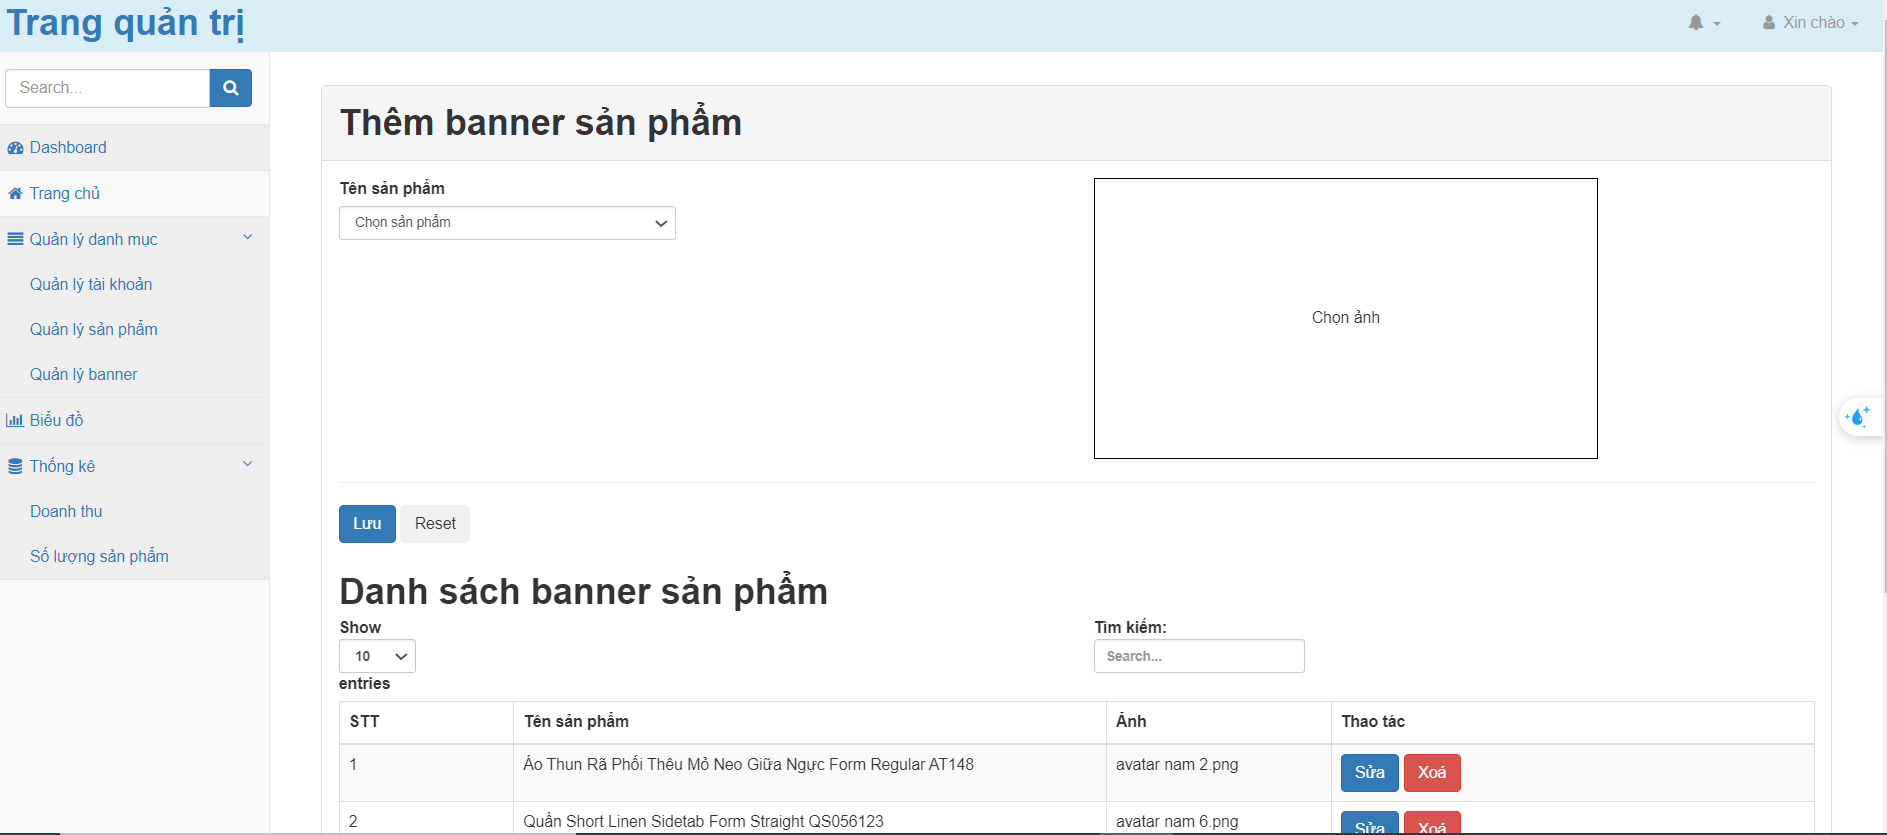 Trang quản trị
Xin chào
Search...
Dashboard
Trang chủ
Quản lý danh mục
Quản lý tài khoản
Quản lý sản phẩm
Quản lý banner
Biểu đồ
Thống kê
Doanh thu
Số lượng sản phẩm
Thêm banner sản phẩm
Tên sản phẩm
Chọn sản phẩm
Chọn ảnh
Lưu Reset
Danh sách banner sản phẩm
Show
10
entries
Tìm kiếm:
Search...
STT Tên sản phẩm Ảnh Thao tác
1 Áo Thun Rã Phối Thêu Mỏ Neo Giữa Ngực Form Regular AT148 avatar nam 2.png Sửa Xoá
2 Quần Short Linen Sidetab Form Straight QS056123 avatar nam 6.png Sửa Xoá